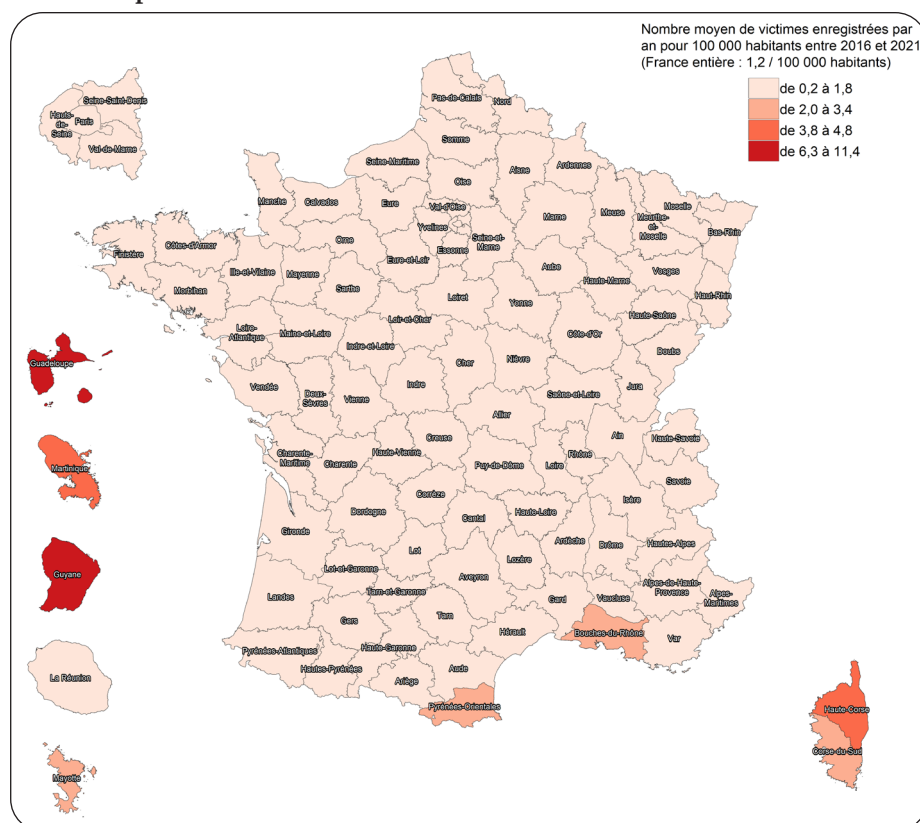 Nombre moyen de victimes enregistrées par
an pour 100 000 habitants entre 2016 et 2021
(France entière : 1,2 / 100 000 habitants)
de 0,2 à 1,8
de 2,0 à 3,4
de 3,8 à 4,8
de 6,3 à 11,4
Seine-Saint-Denis
Hauts-
de-
Seine
Paris
Val-de-Marne
Pas-de-Calais
Nord
Somme
Seine-Maritime
Oise
Aisne
Ardennes
Manche
Calvados
Eure
Val-d'Oise
Yvelines
Essonne
Seine-et-
Marne
Marne
Meuse
Moselle
Meurthe-
et-
Moselle
Bas-Rhin
Finistère
Côtes-d'Armor
Ille-et-Vilaine
Morbihan
Orne
Mayenne
Sarthe
Eure-et-Loir
Loiret
Yonne
Aube
Haute-Marne
Vosges
Haut-Rhin
Haute-Saône
Loire-
Atlantique
Maine-et-Loire
Loir-et-Cher
Indre-et-Loire
Cher
Nièvre
Côte-d'Or
Doubs
Jura
Vendée
Deux-
Sèvres
Vienne
Indre
Allier
Saône-et-Loire
Ain
Haute-Savoie
Charente-
Maritime
Charente
Haute-Vienne
Creuse
Puy-de-Dôme
Loire
Rhône
Savoie
Isère
Gironde
Dordogne
Corrèze
Cantal
Haute-Loire
Ardèche
Drôme
Hautes-Alpes
Landes
Lot-et-Garonne
Lot
Aveyron
Lozère
Gard
Vaucluse
Alpes-de-Haute-
Provence
Alpes-
Maritimes
Tarn-et-Garonne
Gers
Tarn
Hérault
Bouches-du-Rhône
Var
Pyrénées-Atlantiques
Hautes-Pyrénées
Haute-Garonne
Ariège
Aude
Pyrénées-Orientales
Guadeloupe
Martinique
Guyane
La Réunion
Mayotte
Haute-Corse
Corse-du-Sud